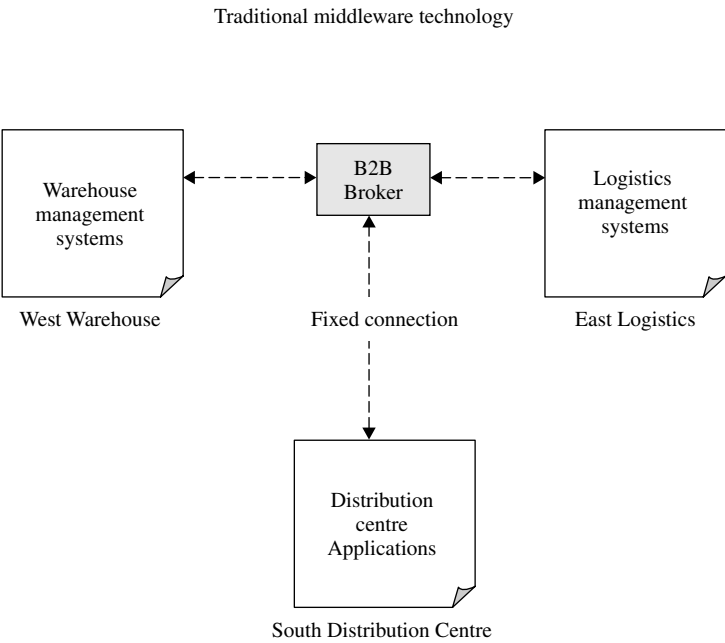 Traditional middleware technology
B2B
Broker
Warehouse
management
systems
Logistics
management
systems
West Warehouse
Fixed connection
East Logistics
Distribution
centre
Applications
South Distribution Centre